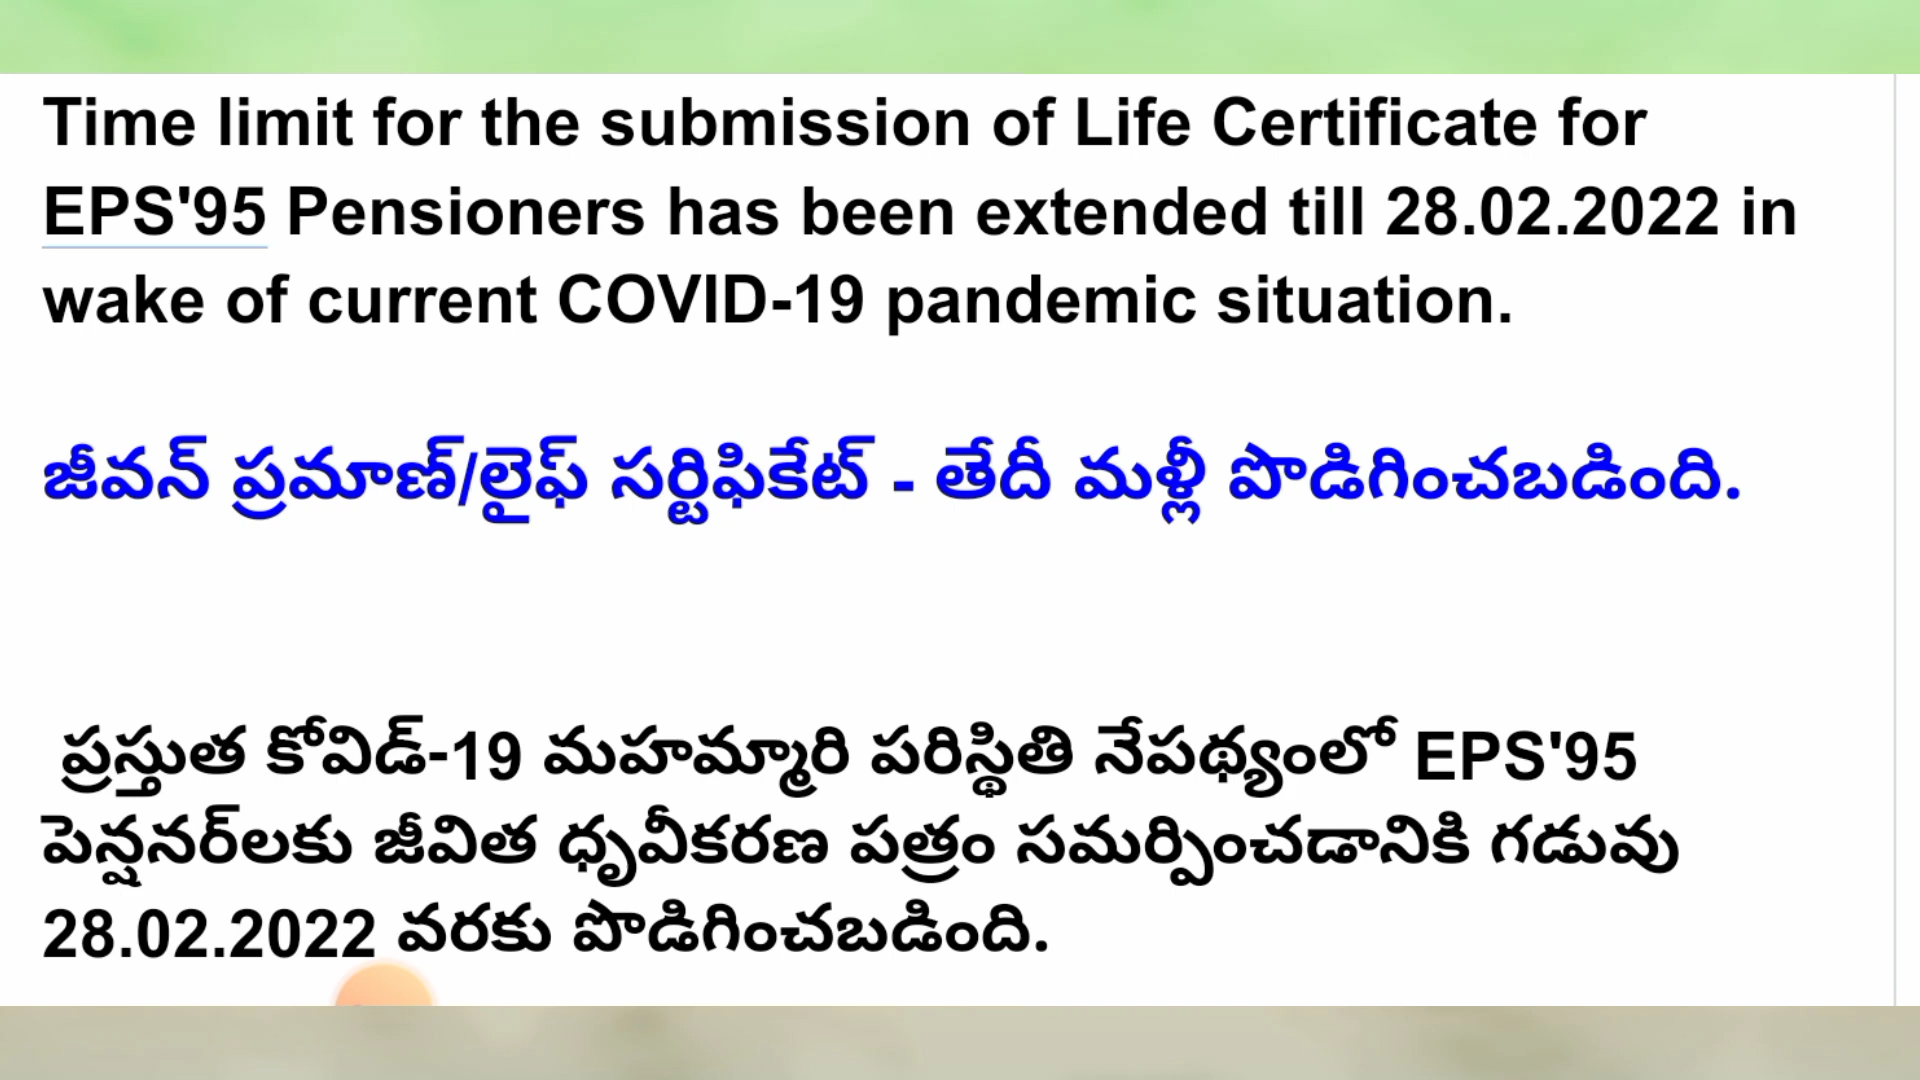 Time limit for the submission of Life Certificate for
EPS'95 Pensioners has been extended till 28.02.2022 in
wake of current COVID-19 pandemic situation.
జీవన్ ప్రమాణ్/లైఫ్ సర్టిఫికేట్ - తేదీ మళ్లీ పొడిగించబడింది.
ప్రస్తుత కోవిడ్-19 మహమ్మారి పరిస్థితి నేపథ్యంలో EPS'95
పెన్షనర్‌లకు జీవిత ధృవీకరణ పత్రం సమర్పించడానికి గడువు
28.02.2022 వరకు పొడిగించబడింది.